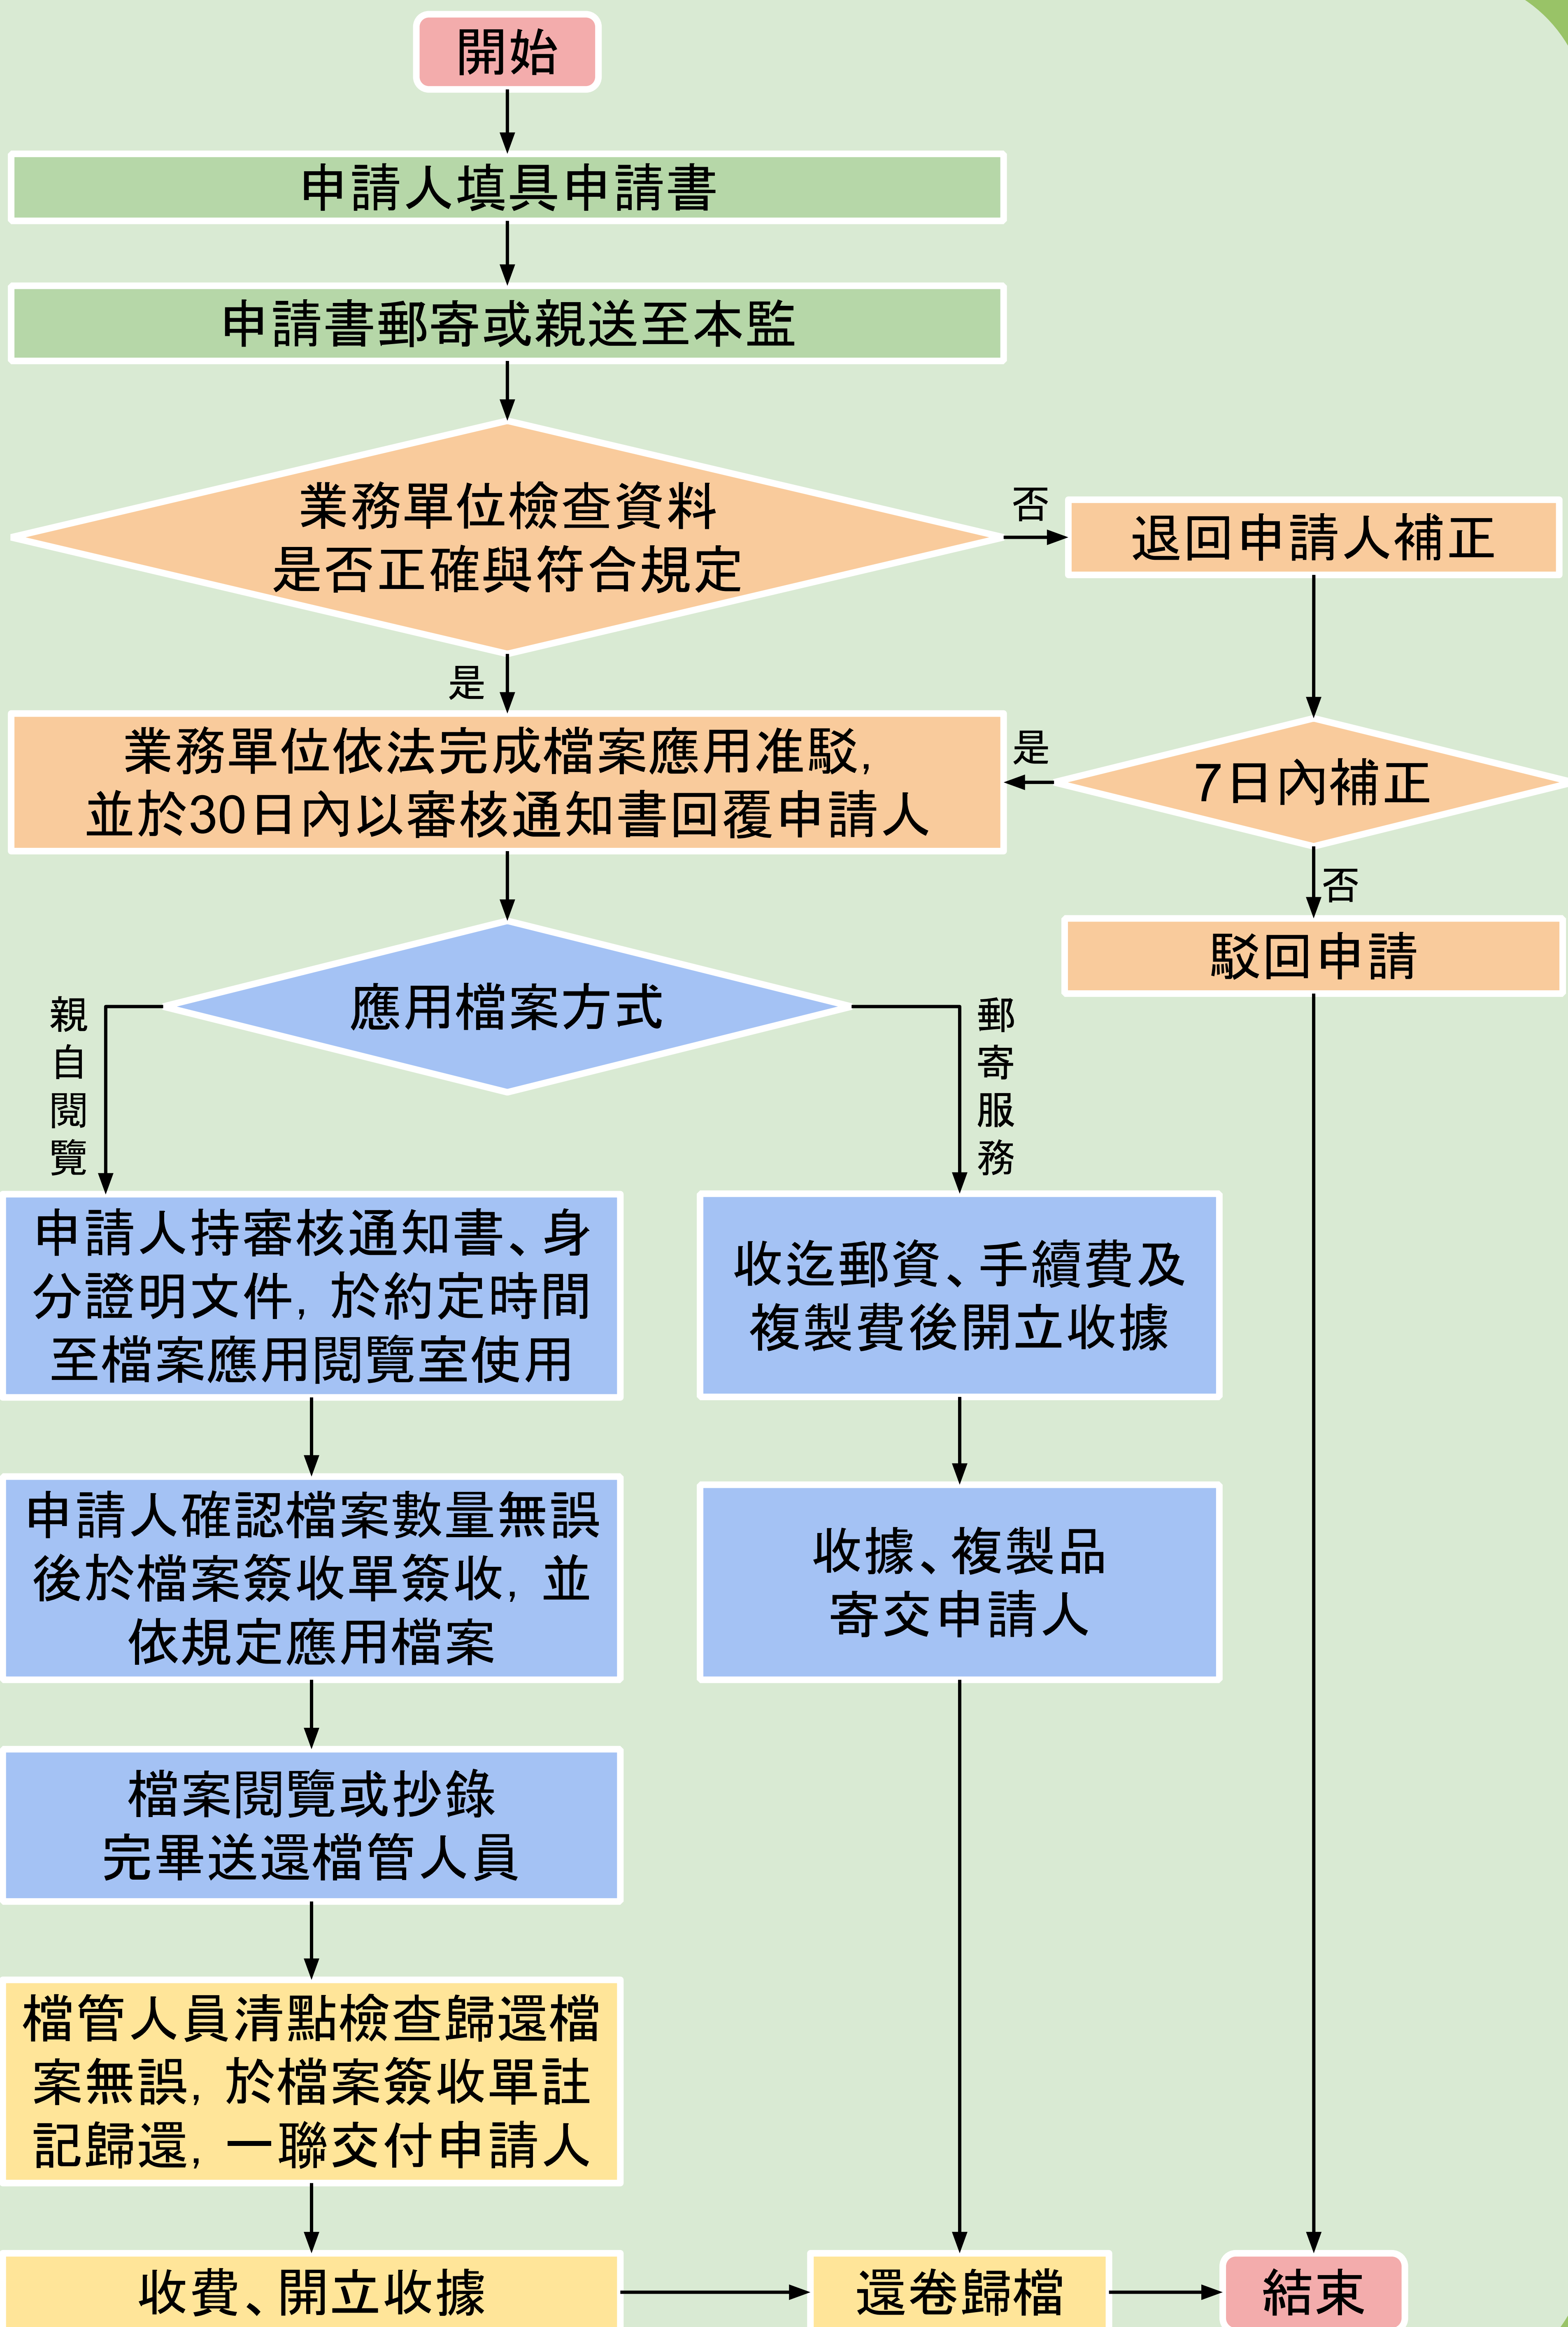 開始
申請人填具申請書
申請書郵寄或親送至本監
業務單位檢查資料
是否正確與符合規定
否
退回申請人補正
是
業務單位依法完成檔案應用准駁,
並於30日內以審核通知書回覆申請人
是
7日內補正
否
駁回申請
應用檔案方式
親自閱覽
郵寄服務
申請人持審核通知書、身
分證明文件, 於約定時間
至檔案應用閱覽室使用
收迄郵資、手續費及
複製費後開立收據
申請人確認檔案數量無誤
後於檔案簽收單簽收, 並
依規定應用檔案
收據、複製品
寄交申請人
檔案閱覽或抄錄
完畢送還檔管人員
檔管人員清點檢查歸還檔
案無誤, 於檔案簽收單註
記歸還, 一聯交付申請人
收費、開立收據
還卷歸檔
結束